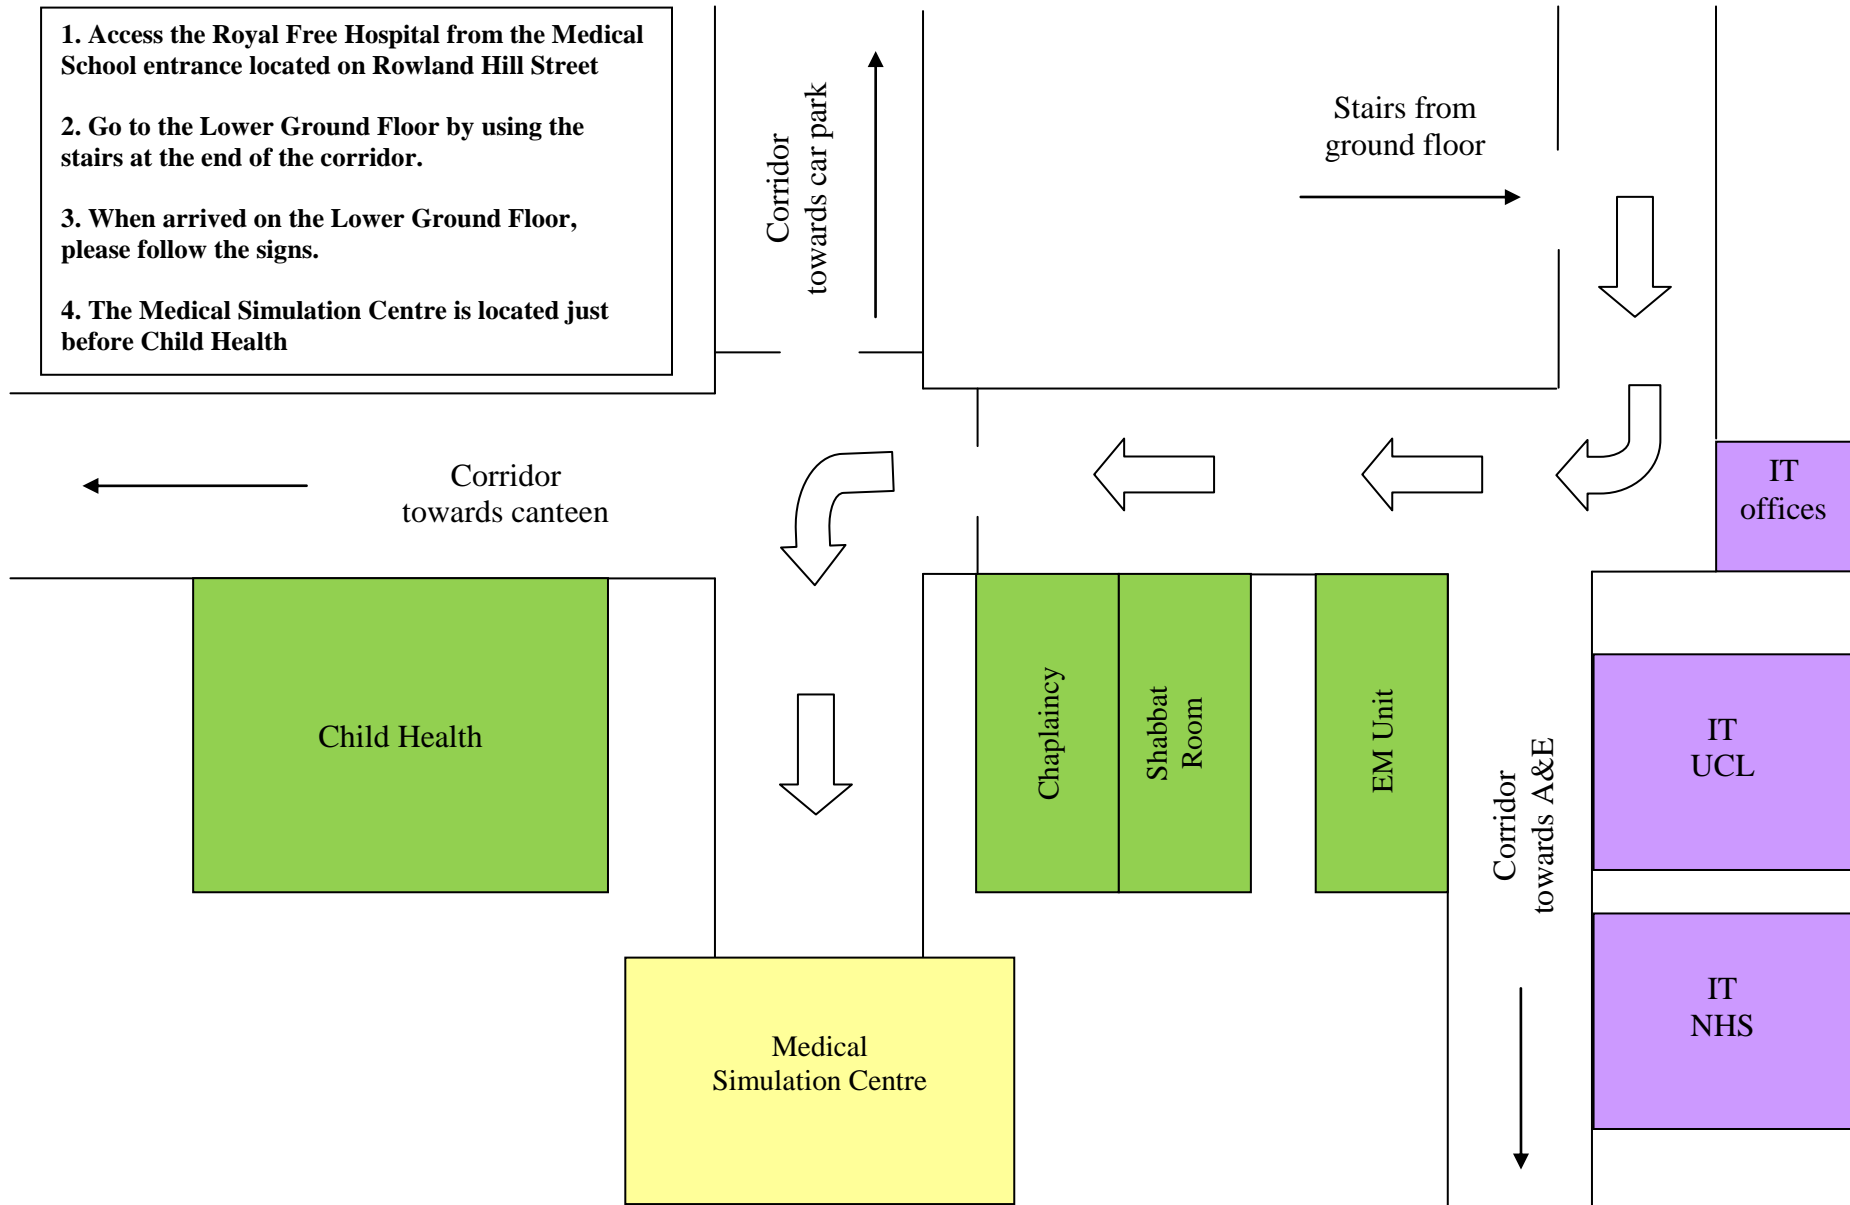 1. Access the Royal Free Hospital from the Medical
School entrance located on Rowland Hill Street
2. Go to the Lower Ground Floor by using the
stairs at the end of the corridor.
3. When arrived on the Lower Ground Floor,
please follow the signs.
4. The Medical Simulation Centre is located just
before Child Health
Corridor
towards car park
Stairs from
ground floor
Corridor
towards canteen
IT
offices
Child Health
Chaplaincy
Shabbat
Room
EM Unit
Corridor
towards A&E
IT
UCL
IT
NHS
Medical
Simulation Centre